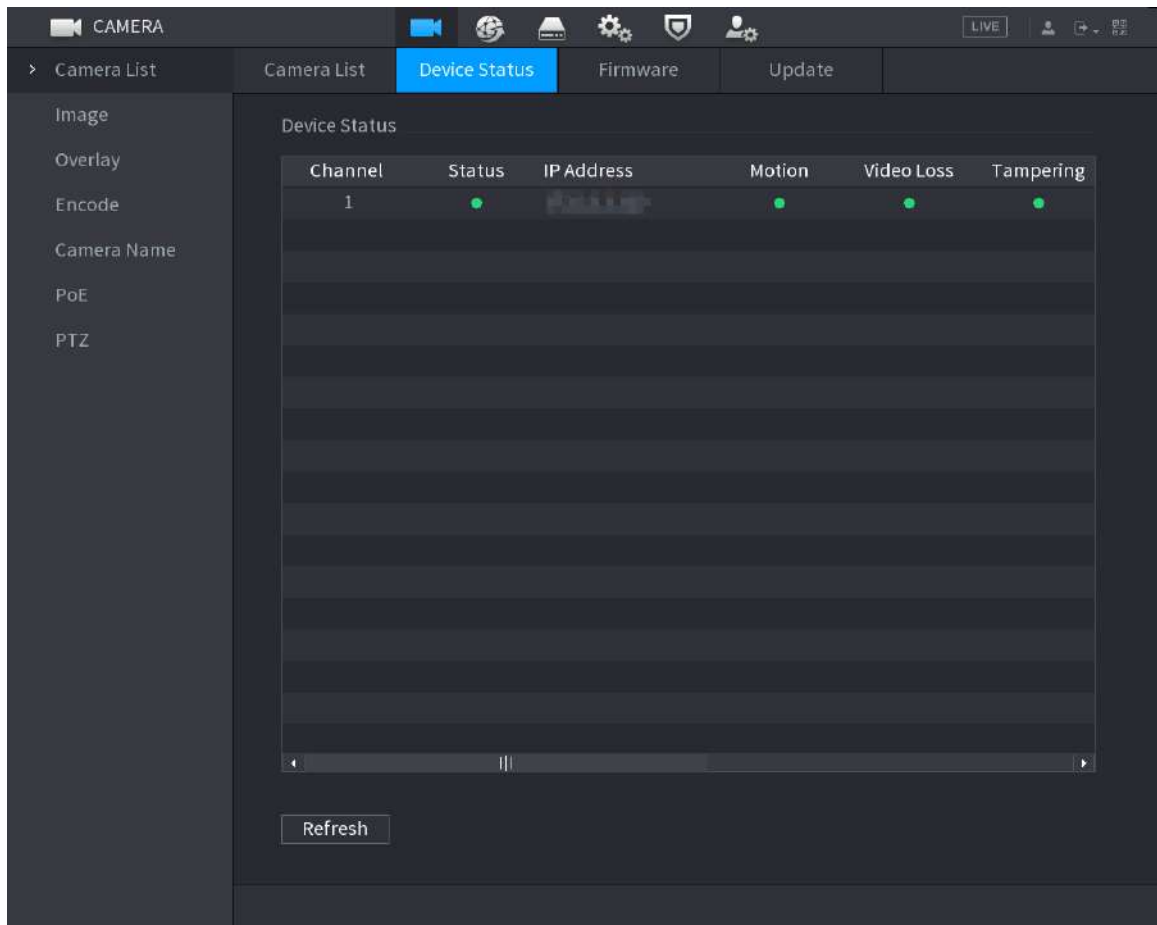 CAMERA LIVE
Camera List Camera List Device Status Firmware Update
Image
Device Status
Overlay
Channel Status IP Address Motion Video Loss Tampering
Encode
1
Camera Name
PoE
PTZ
Refresh